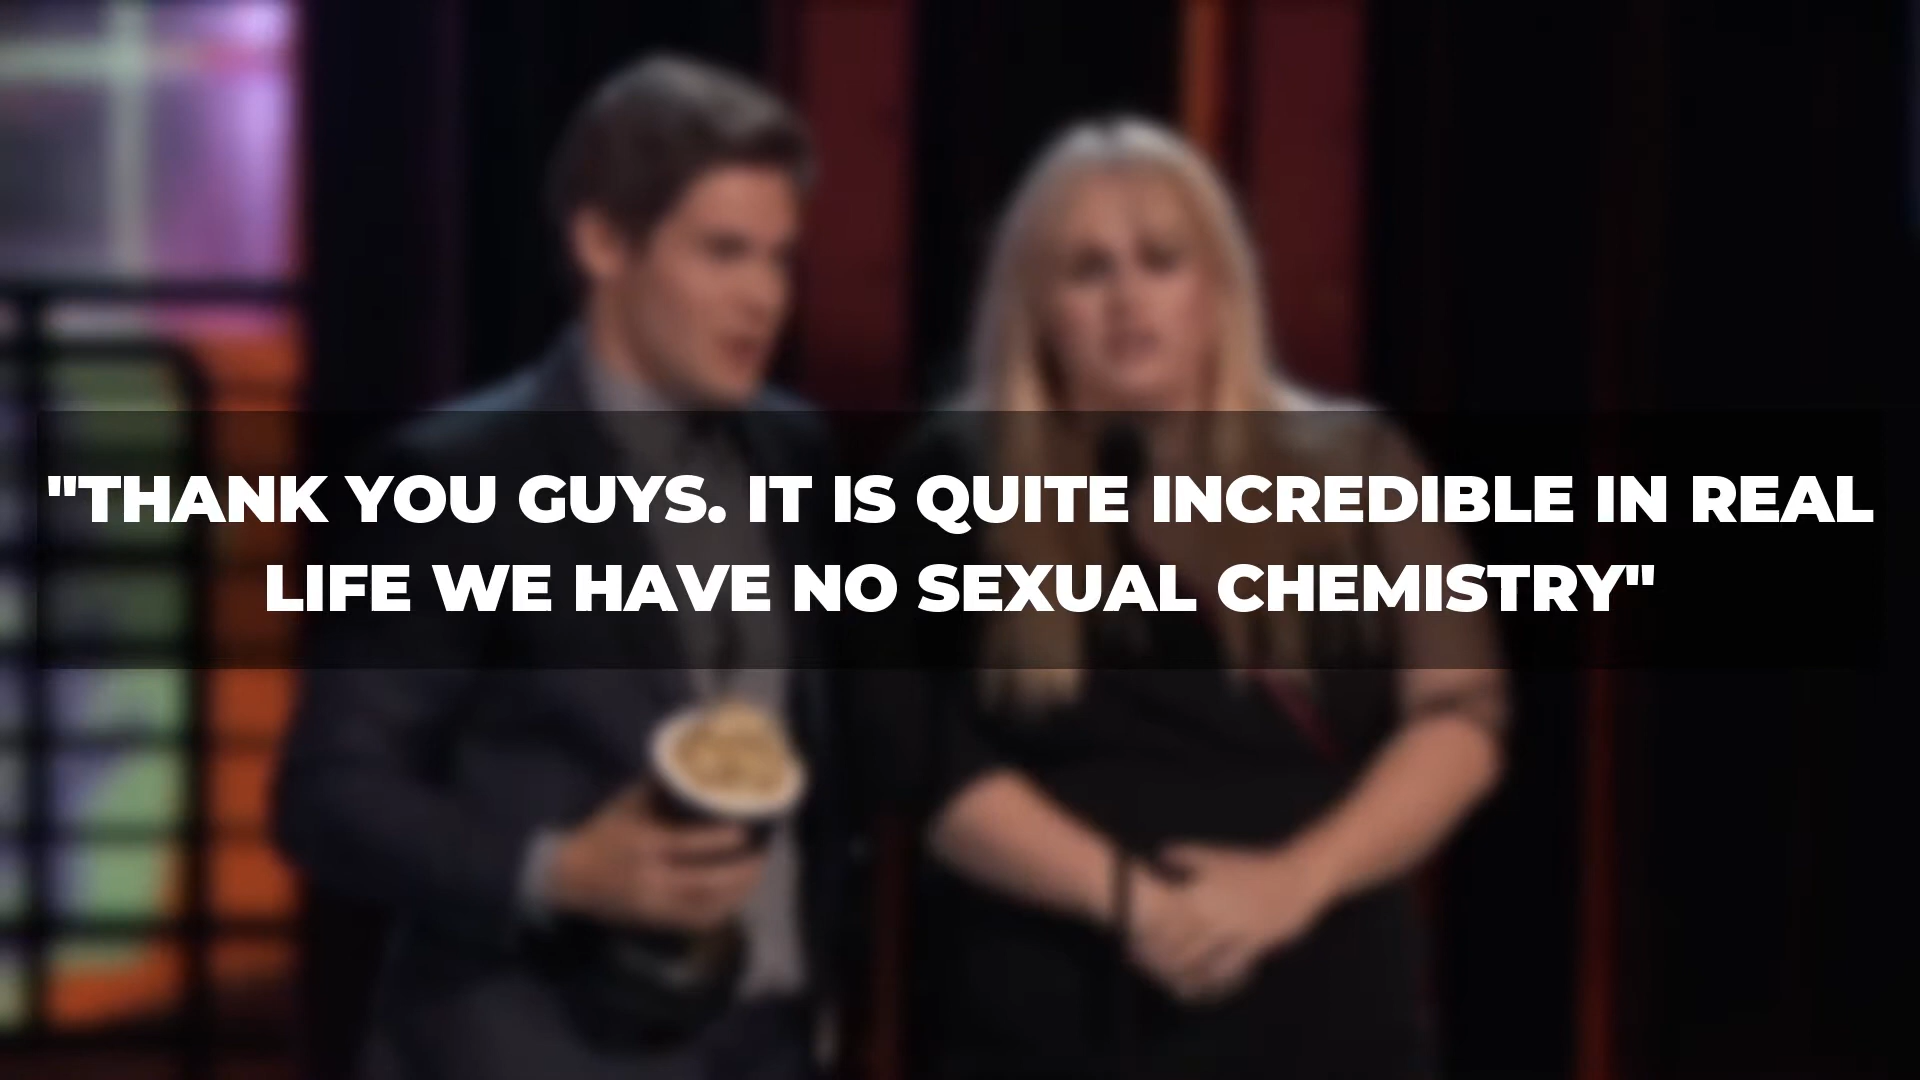 "THANK YOU GUYS. IT IS QUITE INCREDIBLE IN REAL
LIFE WE HAVE NO SEXUAL CHEMISTRY"